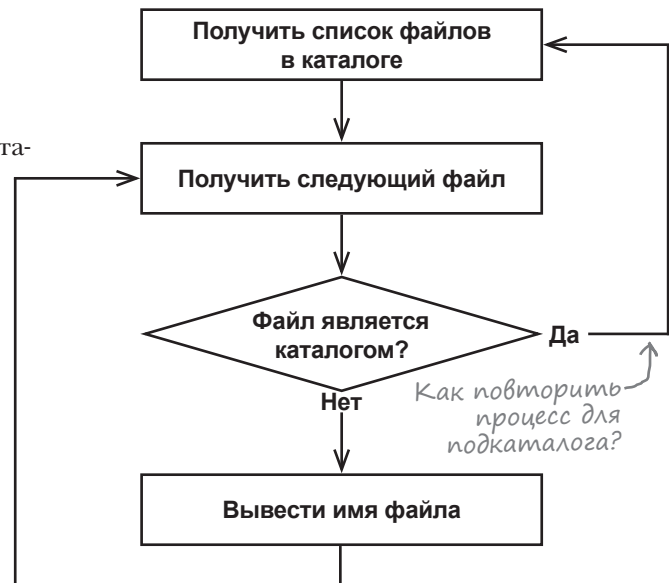 Получить список файлов
в каталоге
та-
Получить следующий файл
Файл является
каталогом?
Да
Как повторить
процесс для
подкаталога?
Нет
Вывести имя файла